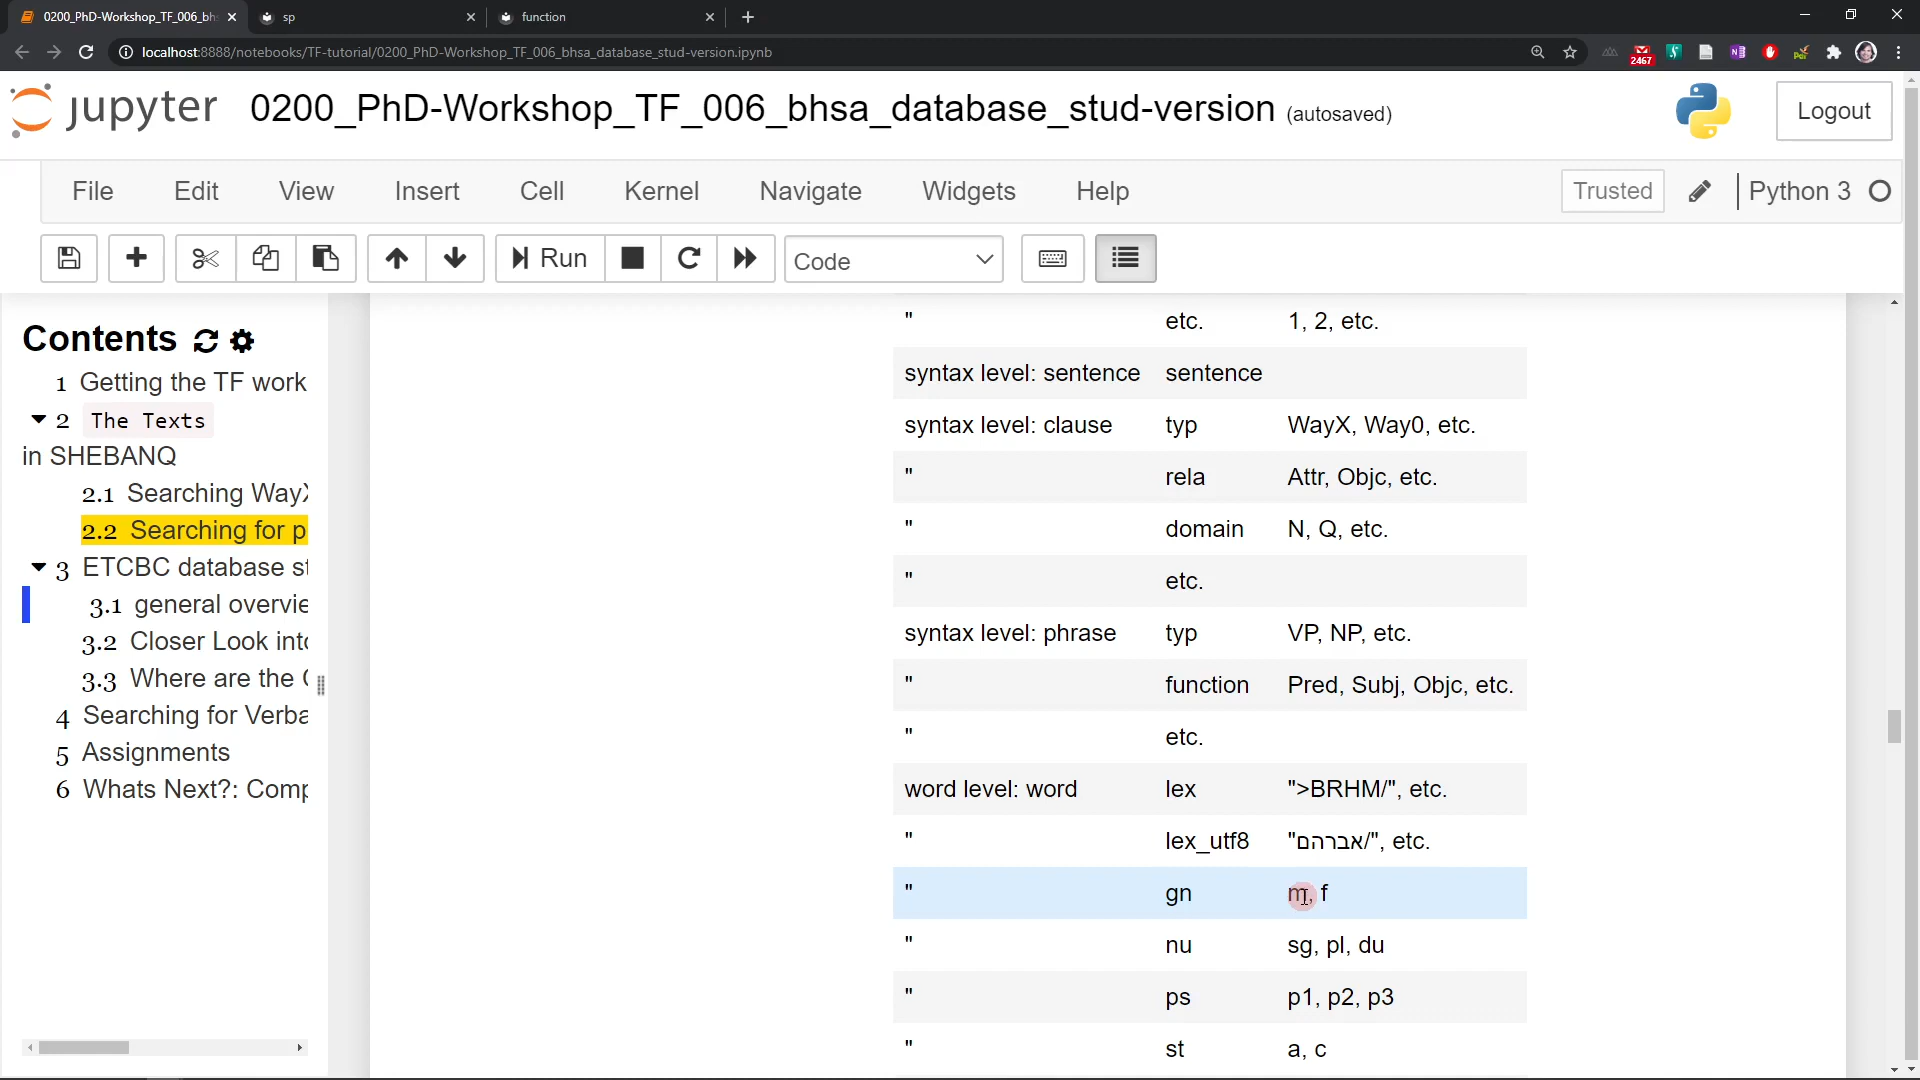 0200_PhD-Workshop_TF_006_bhs
sp
function
localhost:8888/notebooks/TF-tutorial/0200_PhD-Workshop_TF_006_bhsa_database_stud-version.ipynb
2467
jupyter 0200_PhD-Workshop_TF_006_bhsa_database_stud-version (autosaved)
Logout
File Edit View Insert Cell Kernel Navigate Widgets Help
Trusted
Python 3
Run
Code
Contents
1 Getting the TF work
2 The Texts
in SHEBANQ
2.1 Searching WayX
2.2 Searching for p
3 ETCBC database st
3.1 general overvie
3.2 Closer Look into
3.3 Where are the
4 Searching for Verba
5 Assignments
6 Whats Next?: Comp
" etc. 1, 2, etc.
syntax level: sentence sentence
syntax level: clause typ WayX, Way0, etc.
" rela Attr, Objc, etc.
" domain N, Q, etc.
" etc.
syntax level: phrase typ VP, NP, etc.
" function Pred, Subj, Objc, etc.
" etc.
word level: word lex ">BRHM/", etc.
" lex_utf8 "אברהם/", etc.
" gn m, f
" nu sg, pl, du
" ps p1, p2, p3
" st a, c